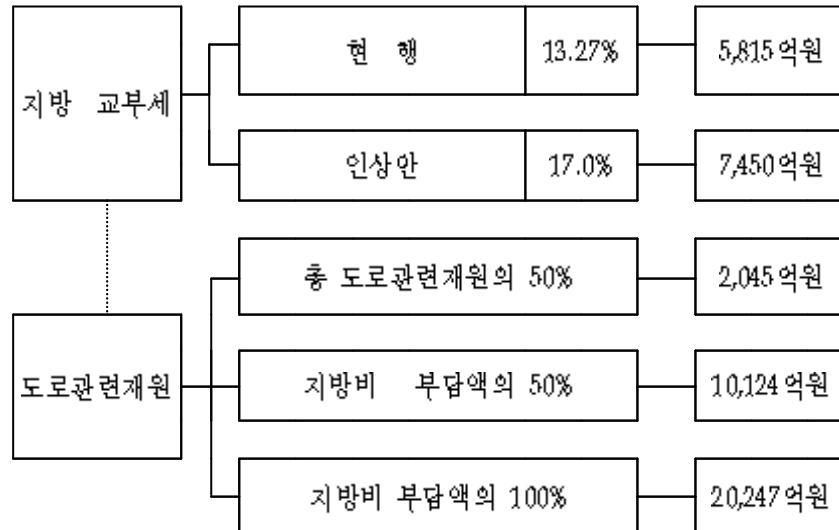 현 행 13.27% 5,815억원
지방 교부세
인상안 17.0% 7,450억원
총 도로관련재원의 50% 2,045억원
도로관련재원 지방비 부담액의 50% 10,124억원
지방비 부담액의 100% 20,247억원